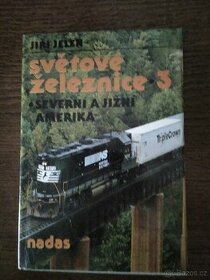 JIŘÍ JELEN
světové
železnice • 3
• SEVERNÍ A JIŽNÍ
AMERIKA
TripleCrown
nadas